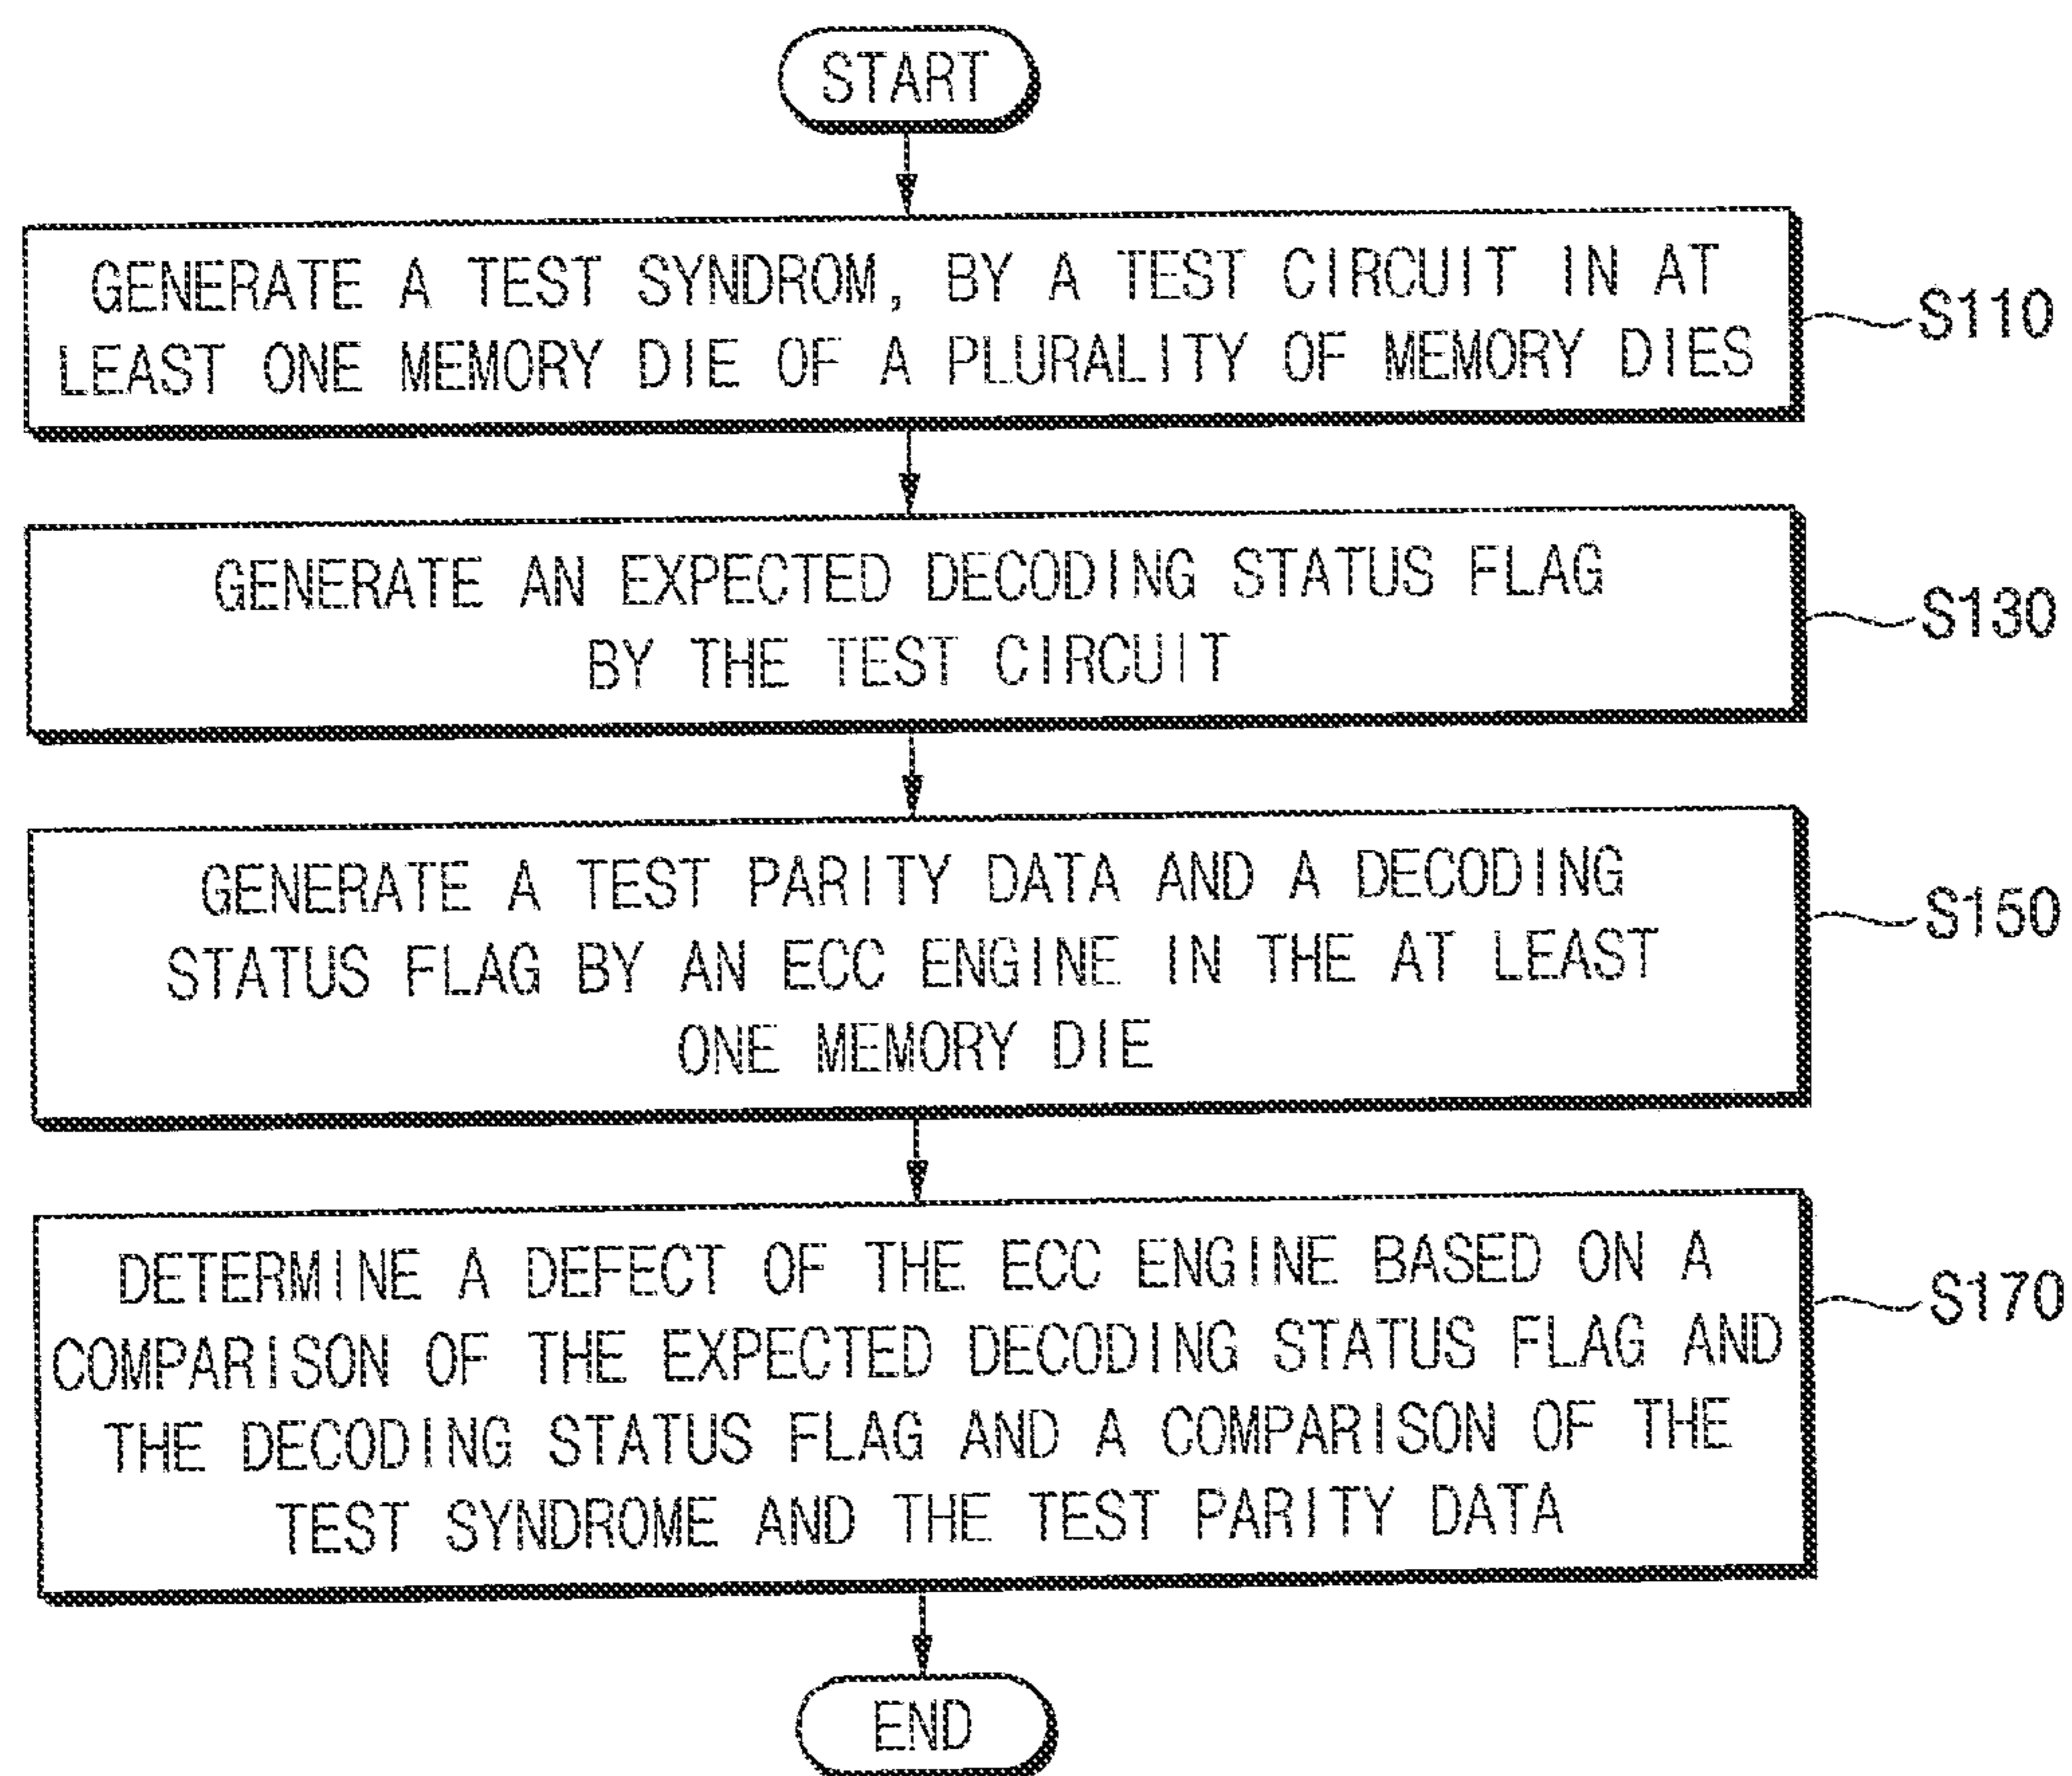 START
GENERATE A TEST SYNDROM, BY A TEST CIRCUIT IN AT
LEAST ONE MEMORY DIE OF A PLURALITY OF MEMORY DIES
S110
GENERATE AN EXPECTED DECODING STATUS FLAG
BY THE TEST CIRCUIT
S130
GENERATE A TEST PARITY DATA AND A DECODING
STATUS FLAG BY AN ECC ENGINE IN THE AT LEAST
ONE MEMORY DIE
S150
DETERMINE A DEFECT OF THE ECC ENGINE BASED ON A
COMPARISON OF THE EXPECTED DECODING STATUS FLAG AND
THE DECODING STATUS FLAG AND A COMPARISON OF THE
TEST SYNDROME AND THE TEST PARITY DATA
S170
END